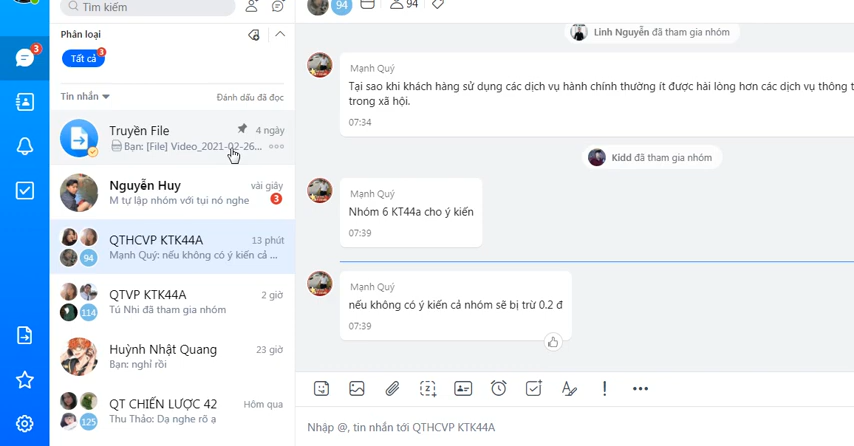 Tìm kiếm
94
94
3
Phân loại
Tất cả
3
Tin nhắn
Đánh dấu đã đọc
Truyền File
4 ngày
Bạn: [File] Video_2021-02-26...
Nguyễn Huy
vài giây
M tự lập nhóm với tụi nó nghe
3
QTHCVP KTK44A
13 phút
94
Mạnh Quý: nếu không có ý kiến cả ...
QTVP KTK44A
2 giờ
114
Tú Nhi đã tham gia nhóm
Huỳnh Nhật Quang
23 giờ
Bạn: nghỉ rồi
QT CHIẾN LƯỢC 42
Hôm qua
125
Thu Thảo: Dạ nghe rõ ạ
Linh Nguyễn đã tham gia nhóm
Mạnh Quý
Tại sao khi khách hàng sử dụng các dịch vụ hành chính thường ít được hài lòng hơn các dịch vụ thông
trong xã hội.
07:34
Kidd đã tham gia nhóm
Mạnh Quý
Nhóm 6 KT44a cho ý kiến
07:39
Mạnh Quý
nếu không có ý kiến cả nhóm sẽ bị trừ 0.2 đ
07:39
Nhập @, tin nhắn tới QTHCVP KTK44A